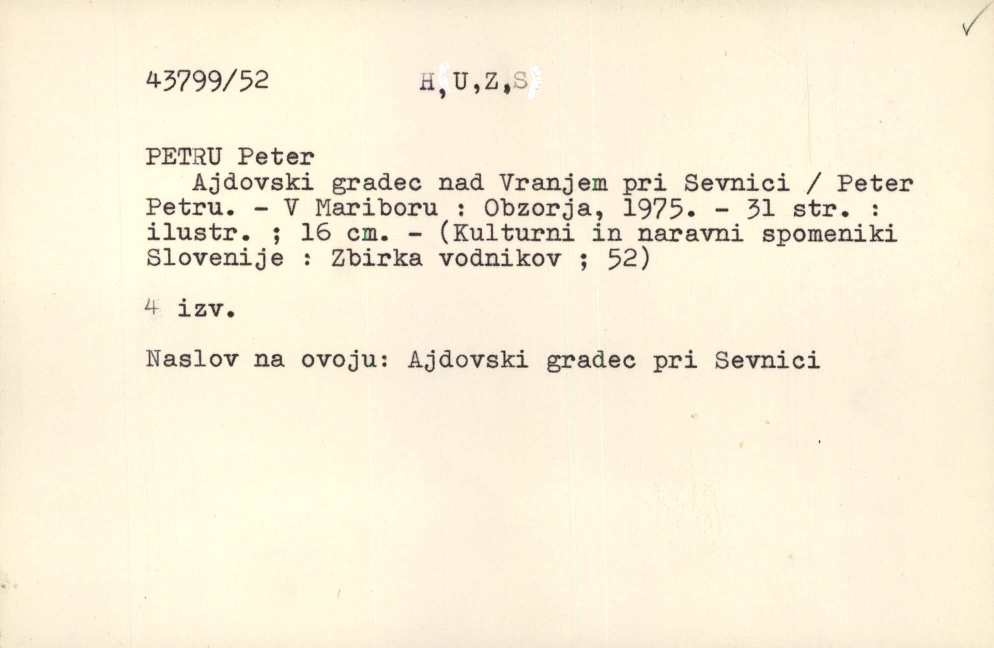 43799/52 H,U,Z,S
PETRU Peter
Ajdovski gradec nad Vranjem pri Sevnici / Peter
Petru. - V Mariboru : Obzorja, 1975. - 31 str. :
ilustr. ; 16 cm. - (Kulturni in naravni spomeniki
Slovenije : Zbirka vodnikov ; 52)
4 izv.
Naslov na ovoju: Ajdovski gradec pri Sevnici